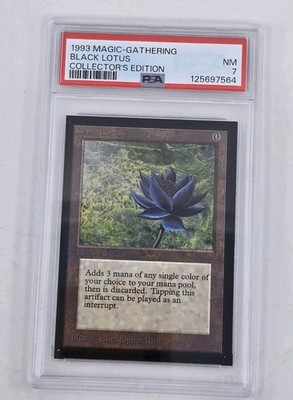 1993 MAGIC-GATHERING
BLACK LOTUS
COLLECTOR'S EDITION
NM
7
PSA
125697564
Adds 3 mana of any single color of
your choice to your mana pool,
then is discarded. Tapping this
artifact can be played as an
interrupt.